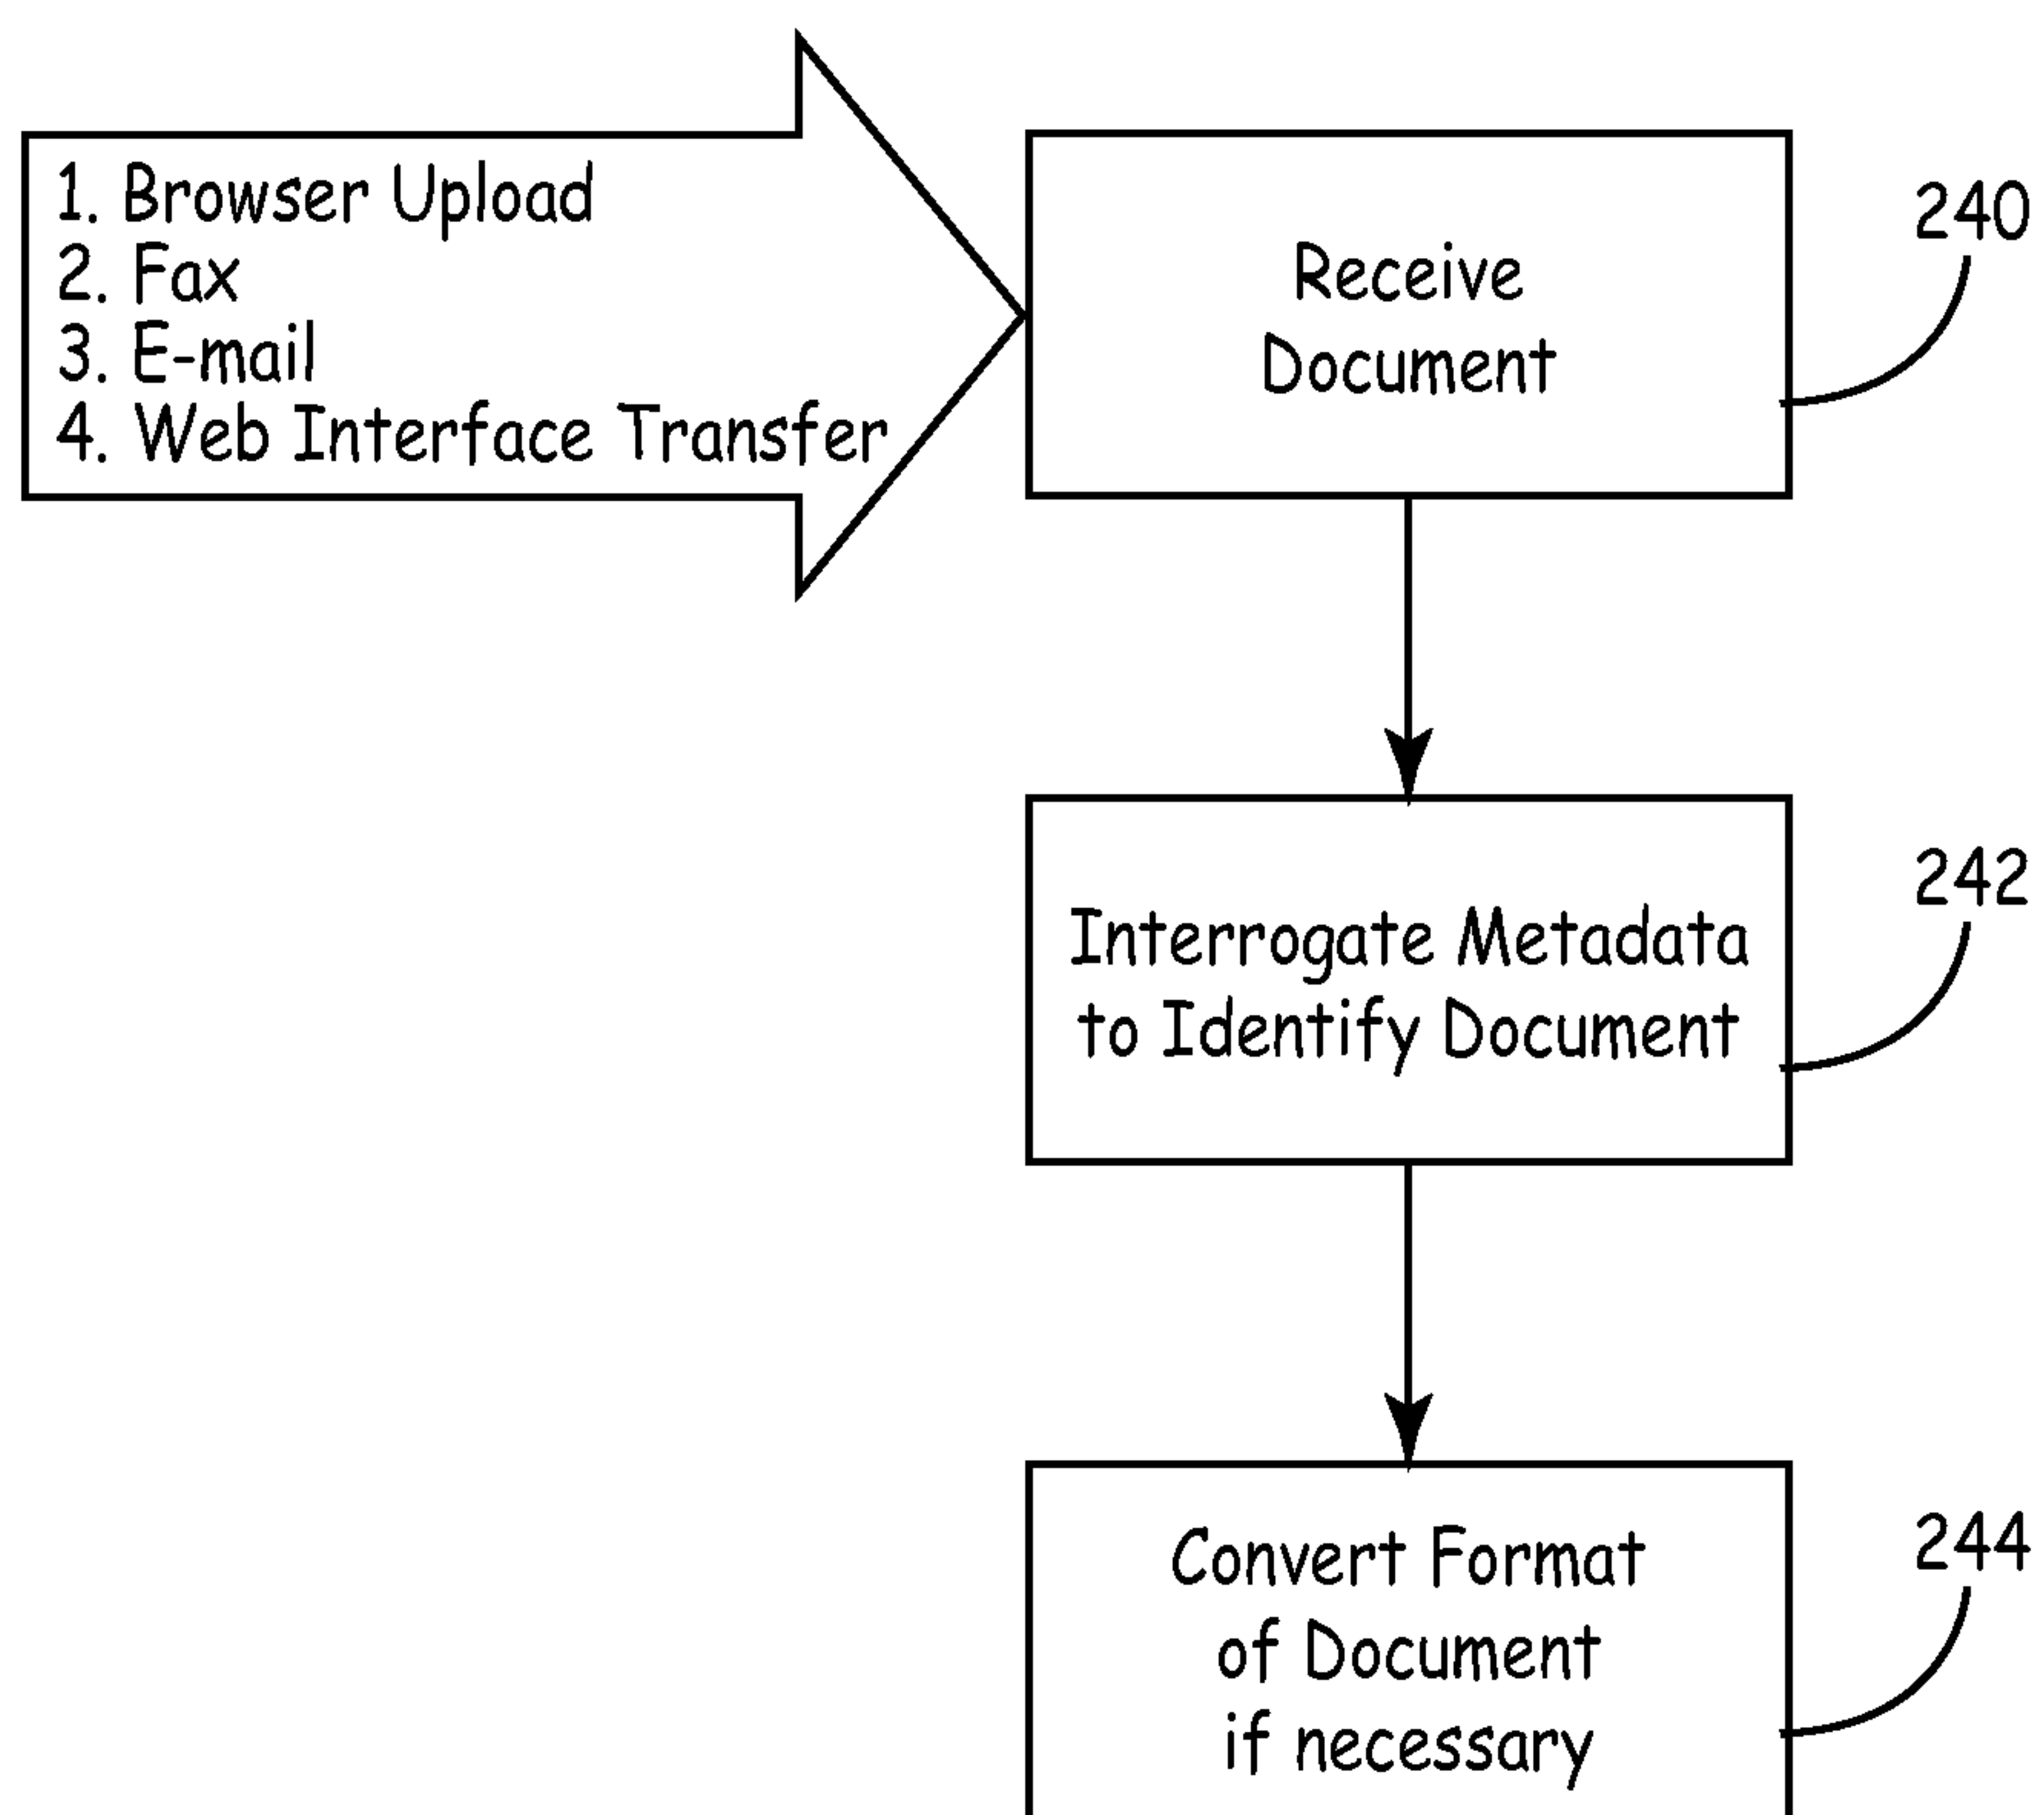 1. Browser Upload
2. Fax
3. E-mail
4. Web Interface Transfer
Receive
Document
240
Interrogate Metadata
to Identify Document
242
Convert Format
of Document
if necessary
244